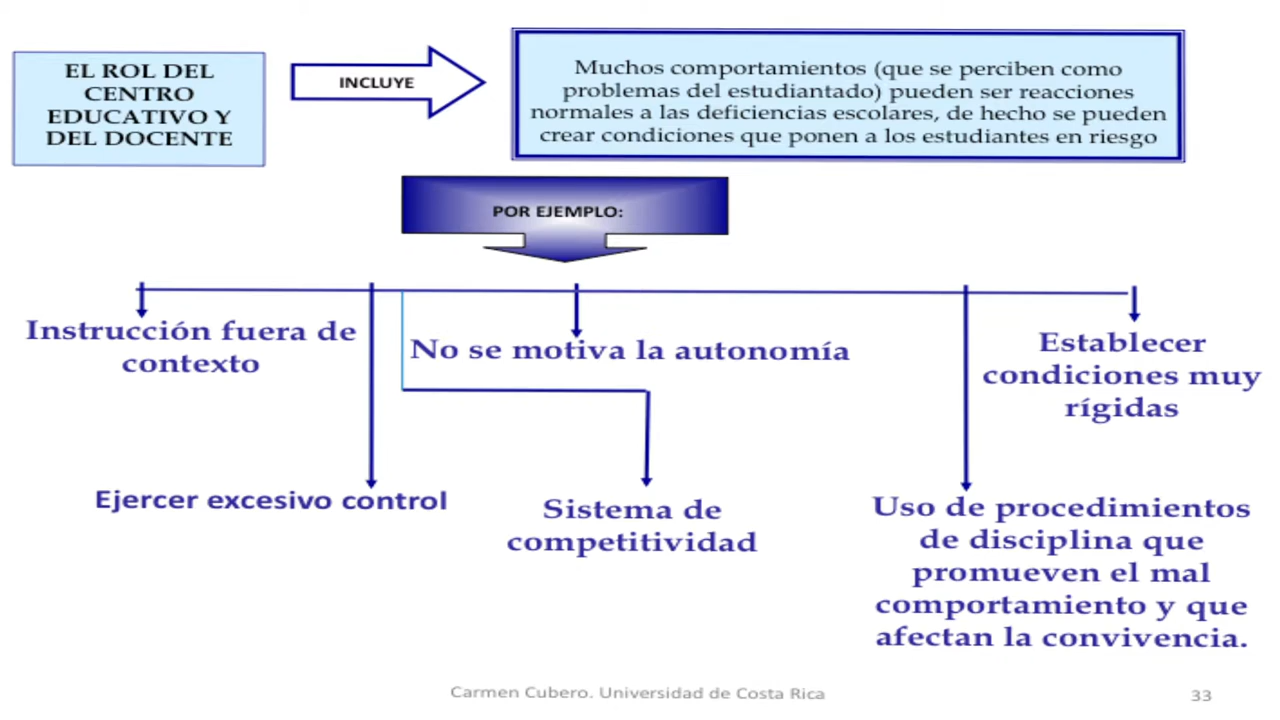 EL ROL DEL
CENTRO
EDUCATIVO Y
DEL DOCENTE
INCLUYE
Muchos comportamientos (que se perciben como
problemas del estudiantado) pueden ser reacciones
normales a las deficiencias escolares, de hecho se pueden
crear condiciones que ponen a los estudiantes en riesgo
POR EJEMPLO:
Instrucción fuera de
contexto
No se motiva la autonomía
Establecer
condiciones muy
rígidas
Ejercer excesivo control
Sistema de
competitividad
Uso de procedimientos
de disciplina que
promueven el mal
comportamiento y que
afectan la convivencia.
Carmen Cubero. Universidad de Costa Rica
33